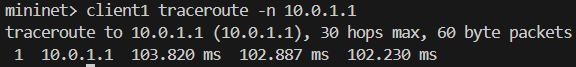 mininet> client1 traceroute -n 10.0.1.1
traceroute to 10.0.1.1 (10.0.1.1), 30 hops max, 60 byte packets
 1  10.0.1.1  103.820 ms  102.887 ms  102.230 ms